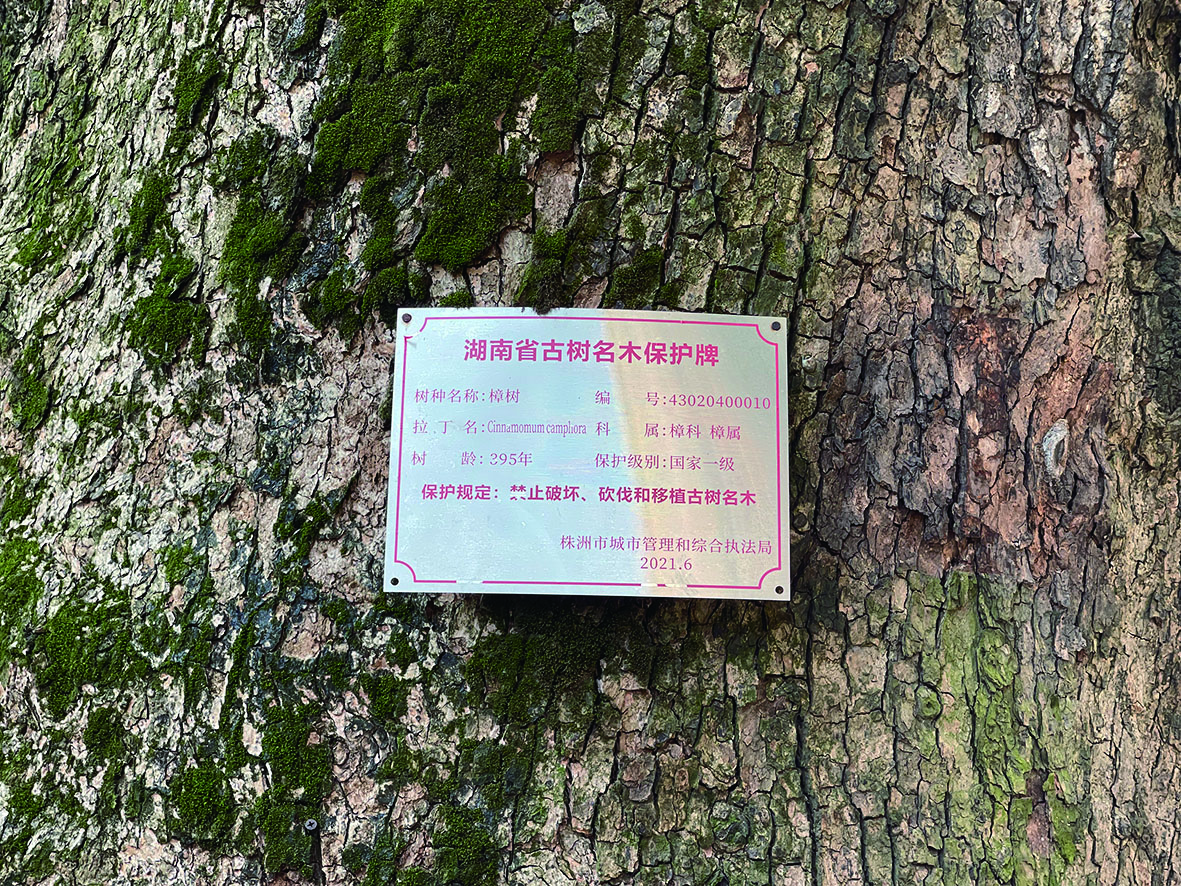 湖南省古树名木保护牌
树种名称:樟树 编 号:43020400010
拉丁名:Cinnamomum camphora 科 属:樟科 樟属
树 龄:395年 保护级别:国家一级
保护规定:禁止破坏、砍伐和移植古树名木
株洲市城市管理和综合执法局
2021.6